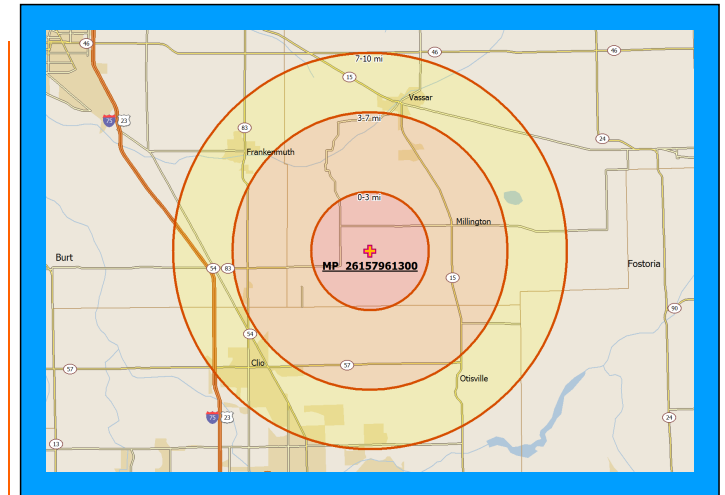 46
7-10 mi
46
46
15
Vassar
75
23
3-7 mi
83
24
Frankenmuth
0-3 mi
Millington
Burt
MP 26157961300
Fostoria
54
83
15
90
54
Clio
57
57
Otisville
75
23
24
13